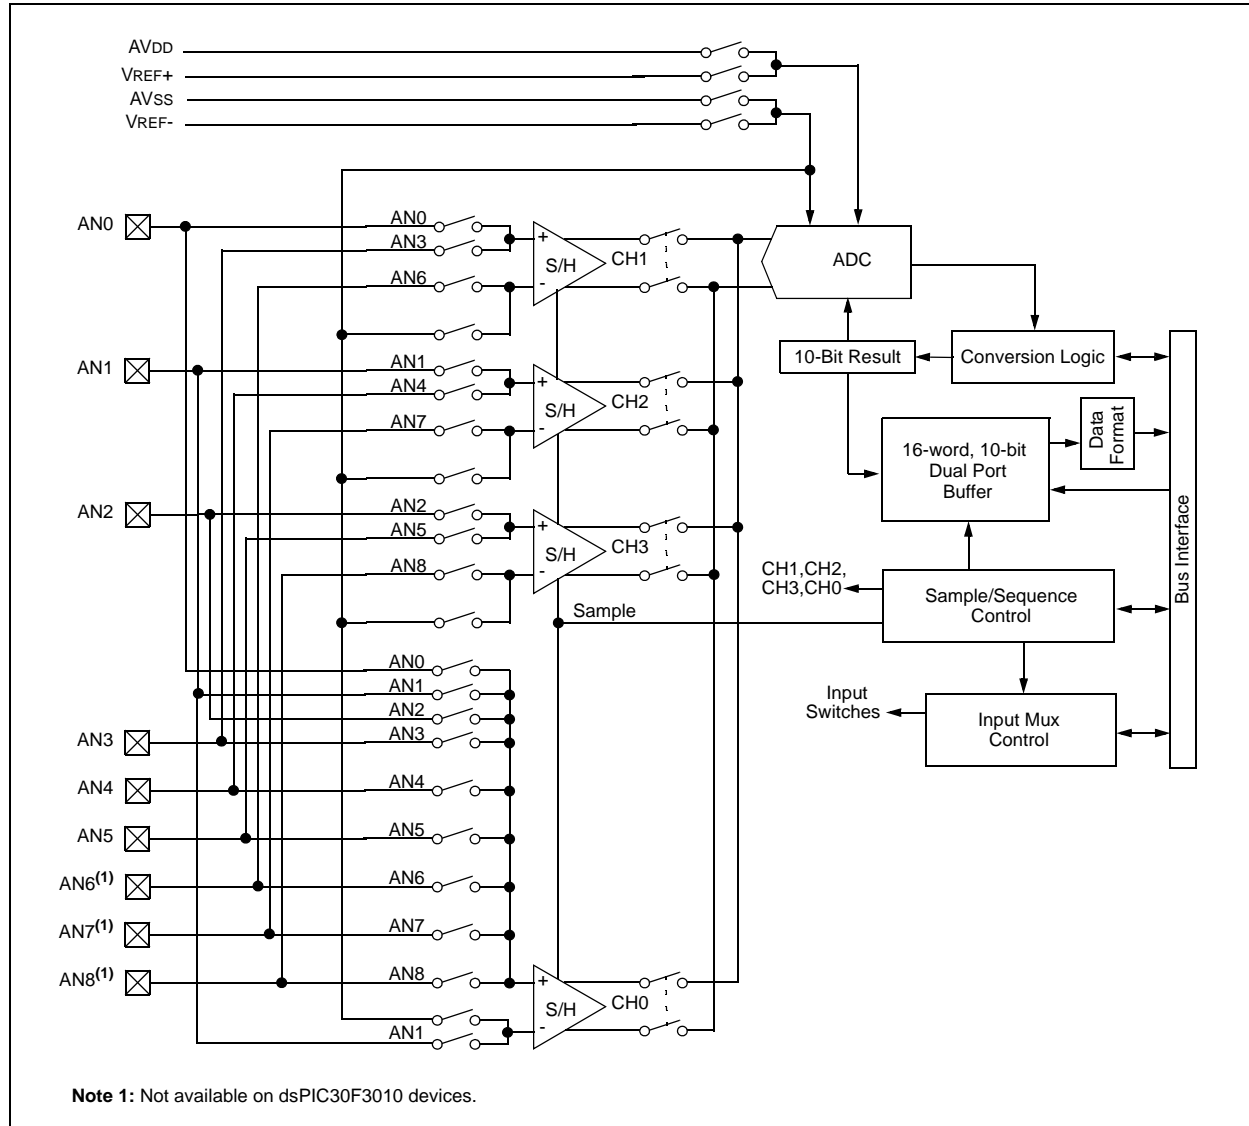 AVDD
VREF+
AVSS
VREF-
AN0
AN0
AN3
AN6
+
-
S/H
CH1
ADC
AN1
AN1
AN4
AN7
+
-
S/H
CH2
10-Bit Result
Conversion Logic
16-word, 10-bit
Dual Port
Buffer
Data
Format
Bus Interface
AN2
AN2
AN5
AN8
+
-
S/H
CH3
CH1,CH2,
CH3,CH0
Sample/Sequence
Control
Sample
AN0
AN1
AN2
AN3
AN3
Input
Switches
Input Mux
Control
AN4
AN4
AN5
AN5
AN6(1)
AN6
AN7(1)
AN7
AN8(1)
AN8
AN1
+
-
S/H
CH0
Note 1: Not available on dsPIC30F3010 devices.